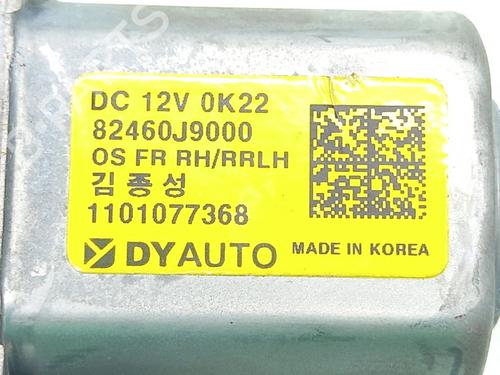 DC 12V 0K22
82460J9000
OS FR RH/RRLH
김종성
1101077368
DYAUTO
MADE IN KOREA